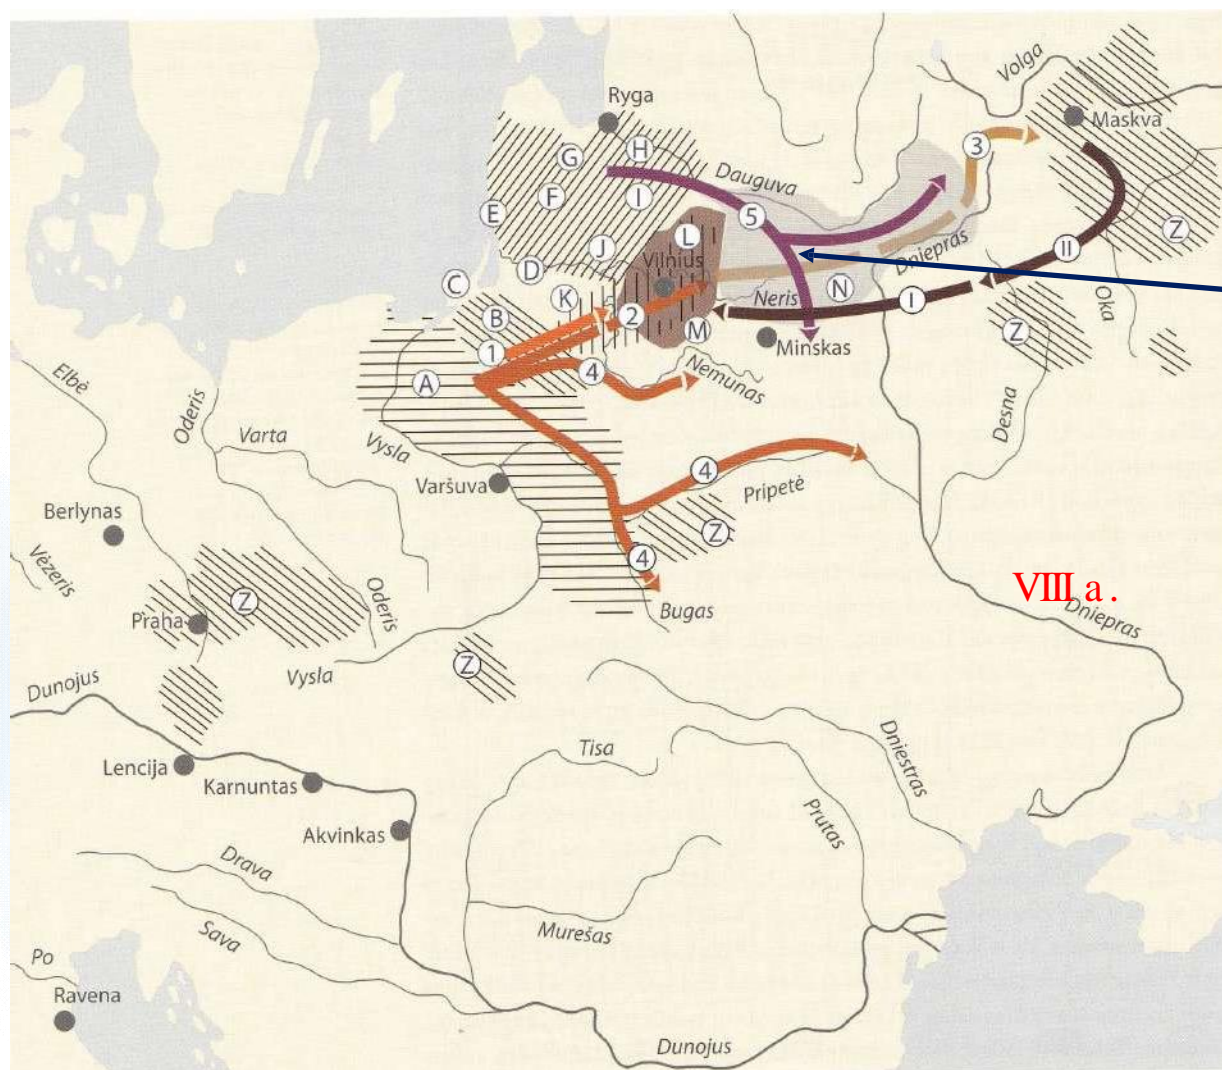 Volga
Ryga
Maskva
H
3
G
Dauguva
F
I
E
5
Z
L
J
II
D
Vilnius
Dniepras
C
K
Neris
N
I
Oka
B
2
M
Z
1
Minskas
A
4
Nemunas
Elbė
Oderis
Desna
Varta
Vysla
4
Varšuva
Pripetė
Berlynas
Z
Vėzeris
4
VIII a.
Z
Oderis
Bugas
Dniepras
Praha
Z
Vysla
Dunojus
Tisa
Dniestras
Lencija
Karnuntas
Prutas
Akvinkas
Drava
Sava
Murešas
Po
Ravena
Dunojus